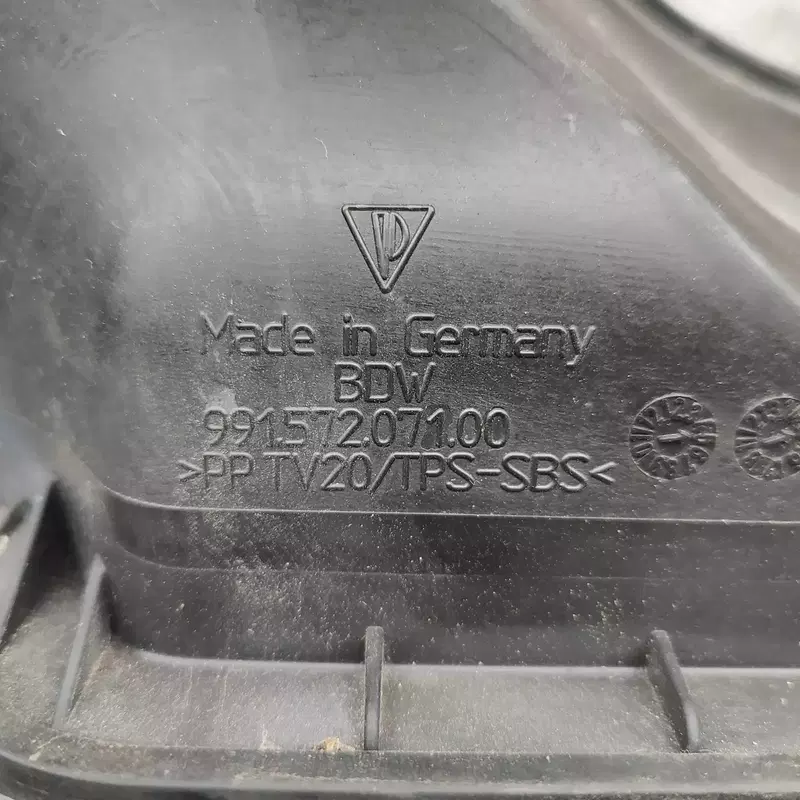 Made in Germany
BDW
991.572.071.00
>PP TV20/TPS-SBS<